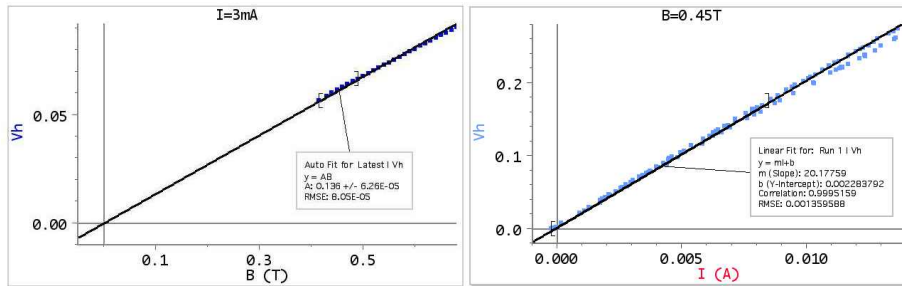 I=3mA
Vh
0.05
0.00
Auto Fit for Latest I Vh
y = AB
A: 0.136 +/- 6.26E-05
RMSE: 8.05E-05
0.1
0.3
0.5
B (T)
B=0.45T
Vh
0.2
0.1
0.0
Linear Fit for: Run 1 I Vh
y = mI+b
m (Slope): 20.17759
b (Y-Intercept): 0.002283792
Correlation: 0.9995159
RMSE: 0.001359588
0.000
0.005
0.010
I (A)